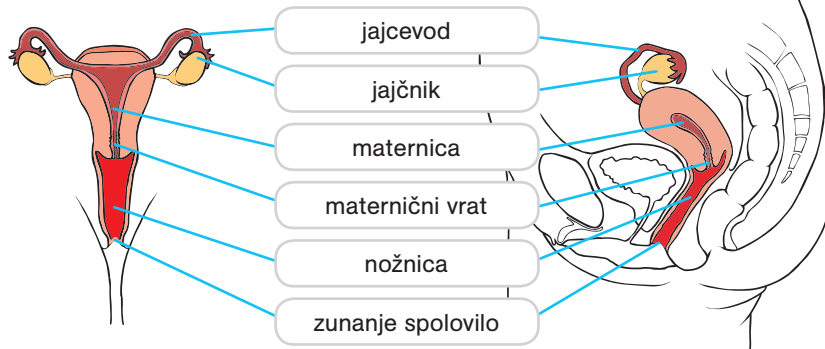 jajcevod
jajčnik
maternica
maternični vrat
nožnica
zunanje spolovilo